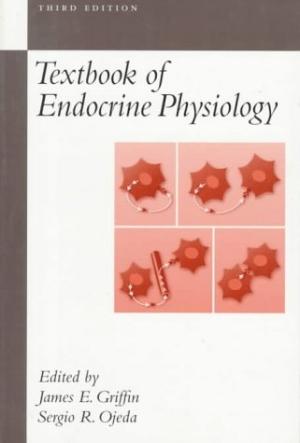 THIRD EDITION
Textbook of
Endocrine Physiology
Edited by
James E. Griffin
Sergio R. Ojeda